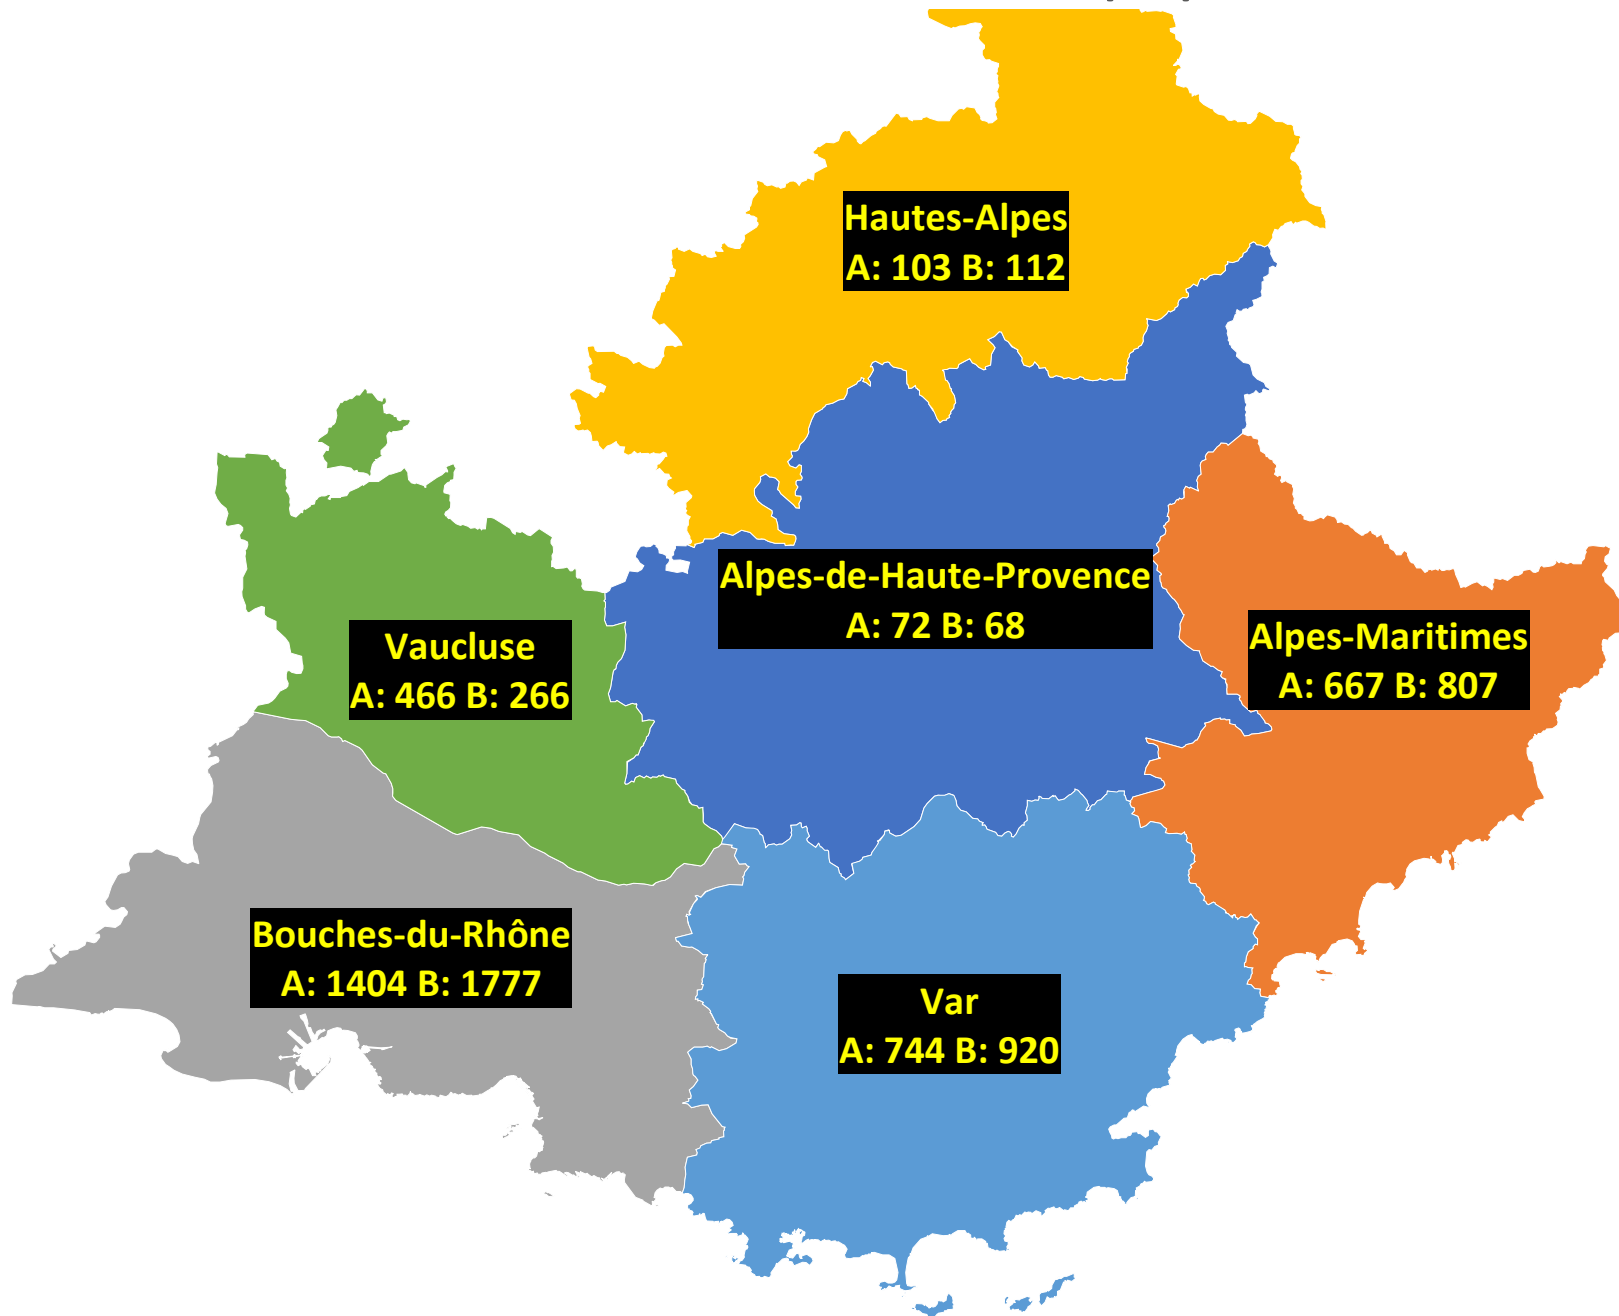 Hautes-Alpes
A: 103 B: 112
Alpes-de-Haute-Provence
A: 72 B: 68
Alpes-Maritimes
A: 667 B: 807
Vaucluse
A: 466 B: 266
Bouches-du-Rhône
A: 1404 B: 1777
Var
A: 744 B: 920